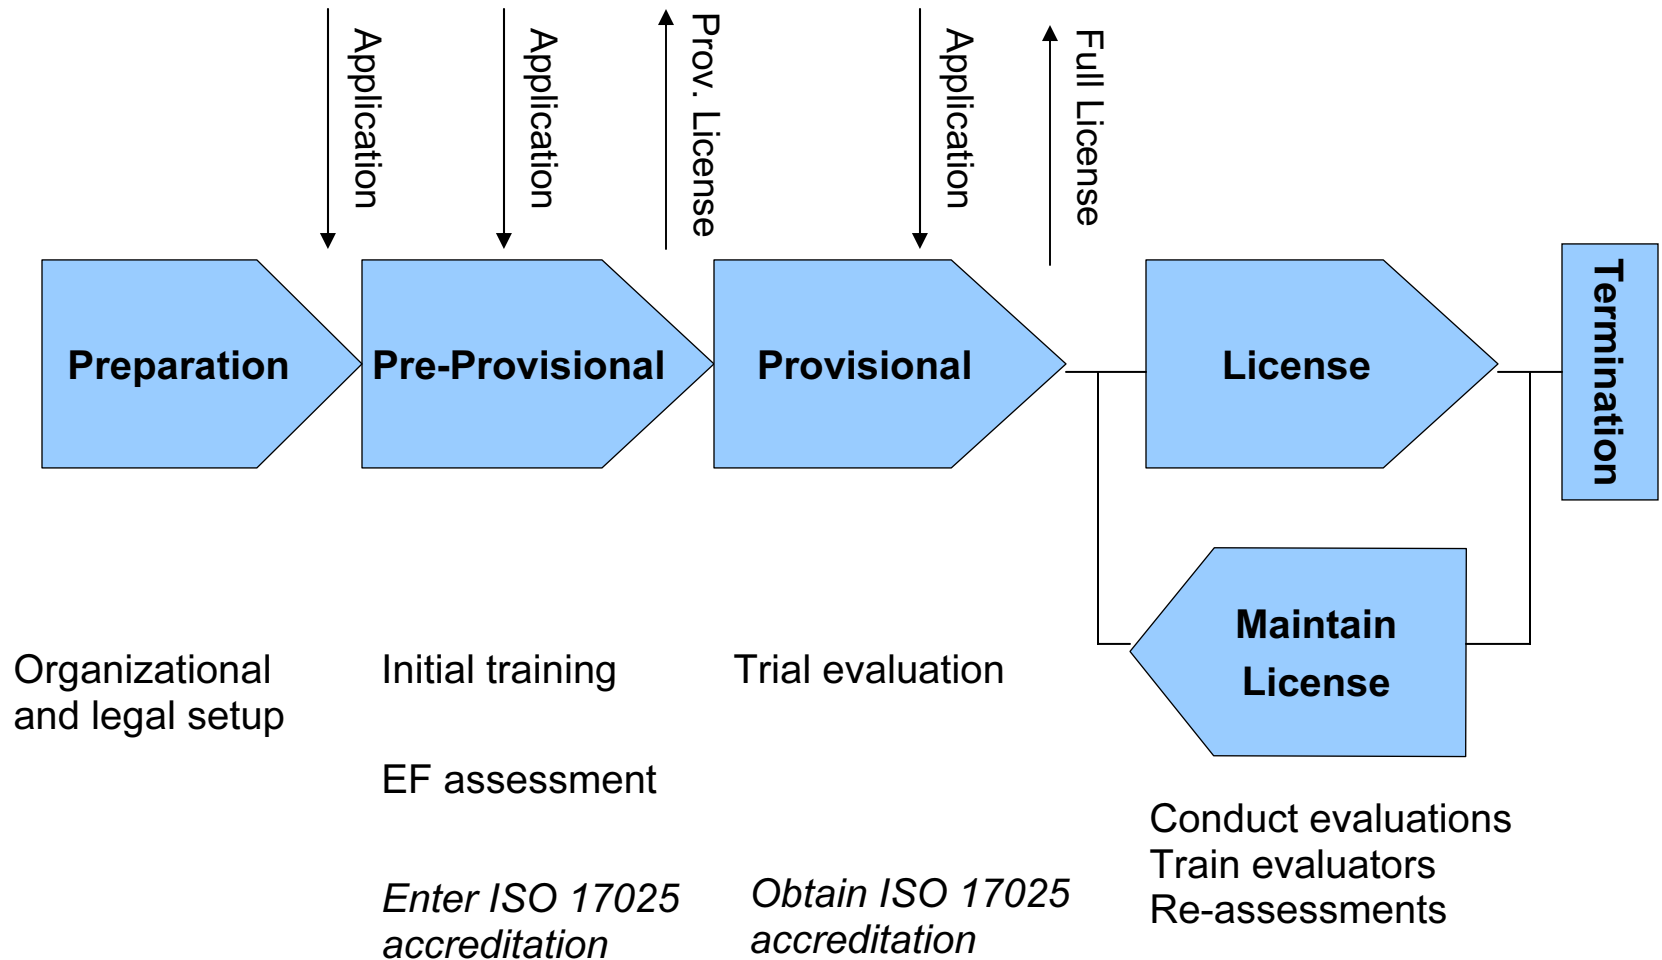 Application
Application
Prov. License
Application
Full License
Preparation
Pre-Provisional
Provisional
License
Termination
Maintain
License
Organizational
and legal setup
Initial training
EF assessment
Enter ISO 17025
accreditation
Trial evaluation
Obtain ISO 17025
accreditation
Conduct evaluations
Train evaluators
Re-assessments